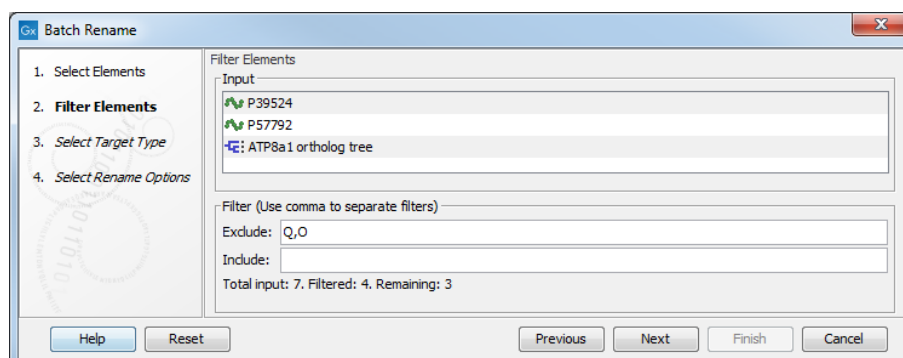 Gx Batch Rename
1. Select Elements
2. Filter Elements
3. Select Target Type
4. Select Rename Options
Filter Elements
Input
P39524
P57792
ATP8a1 ortholog tree
Filter (Use comma to separate filters)
Exclude: Q,O
Include:
Total input: 7. Filtered: 4. Remaining: 3
Help Reset Previous Next Finish Cancel